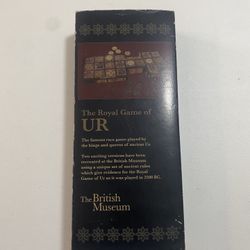 The Royal Game of
UR
The famous race game played by
the kings and queens of ancient Ur
Two exciting versions have been
recreated at the British Museum
using a unique set of ancient rules
which give evidence for the Royal
Game of Ur as it was played in 2500 BC.
The British
Museum